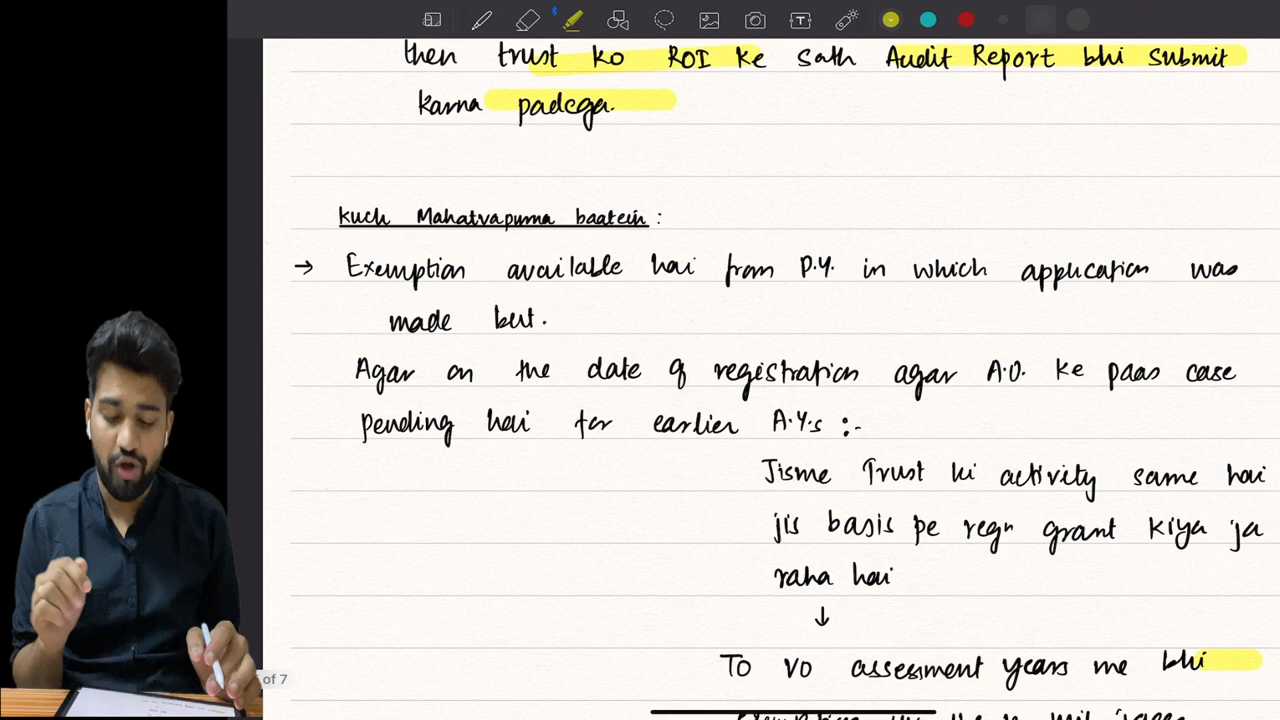 then trust ko ROI ke sath Audit Report bhi submit
karna padega.
Kuch Mahatvapurna baatein :
→ Exemption available hai from P.Y. in which application was
made but.
Agar on the date of registration agar A.O. ke paas case
pending hai for earlier A.Y.s :-
Jisme Trust ki activity same hai
jis basis pe regn grant kiya ja
raha hai
↓
To vo assessment years me bhi
of 7